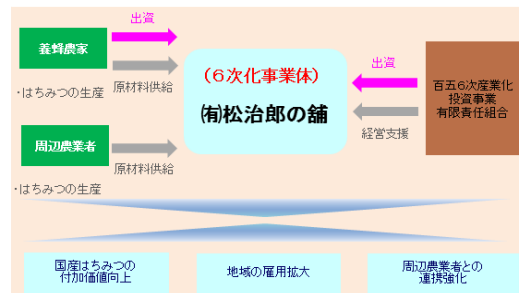 出資
養蜂農家
・はちみつの生産
原材料供給
周辺農業者
・はちみつの生産
原材料供給
(6次化事業体)
㈲松治郎の舗
出資
経営支援
百五6次産業化
投資事業
有限責任組合
国産はちみつの
付加価値向上
地域の雇用拡大
周辺農業者との
連携強化